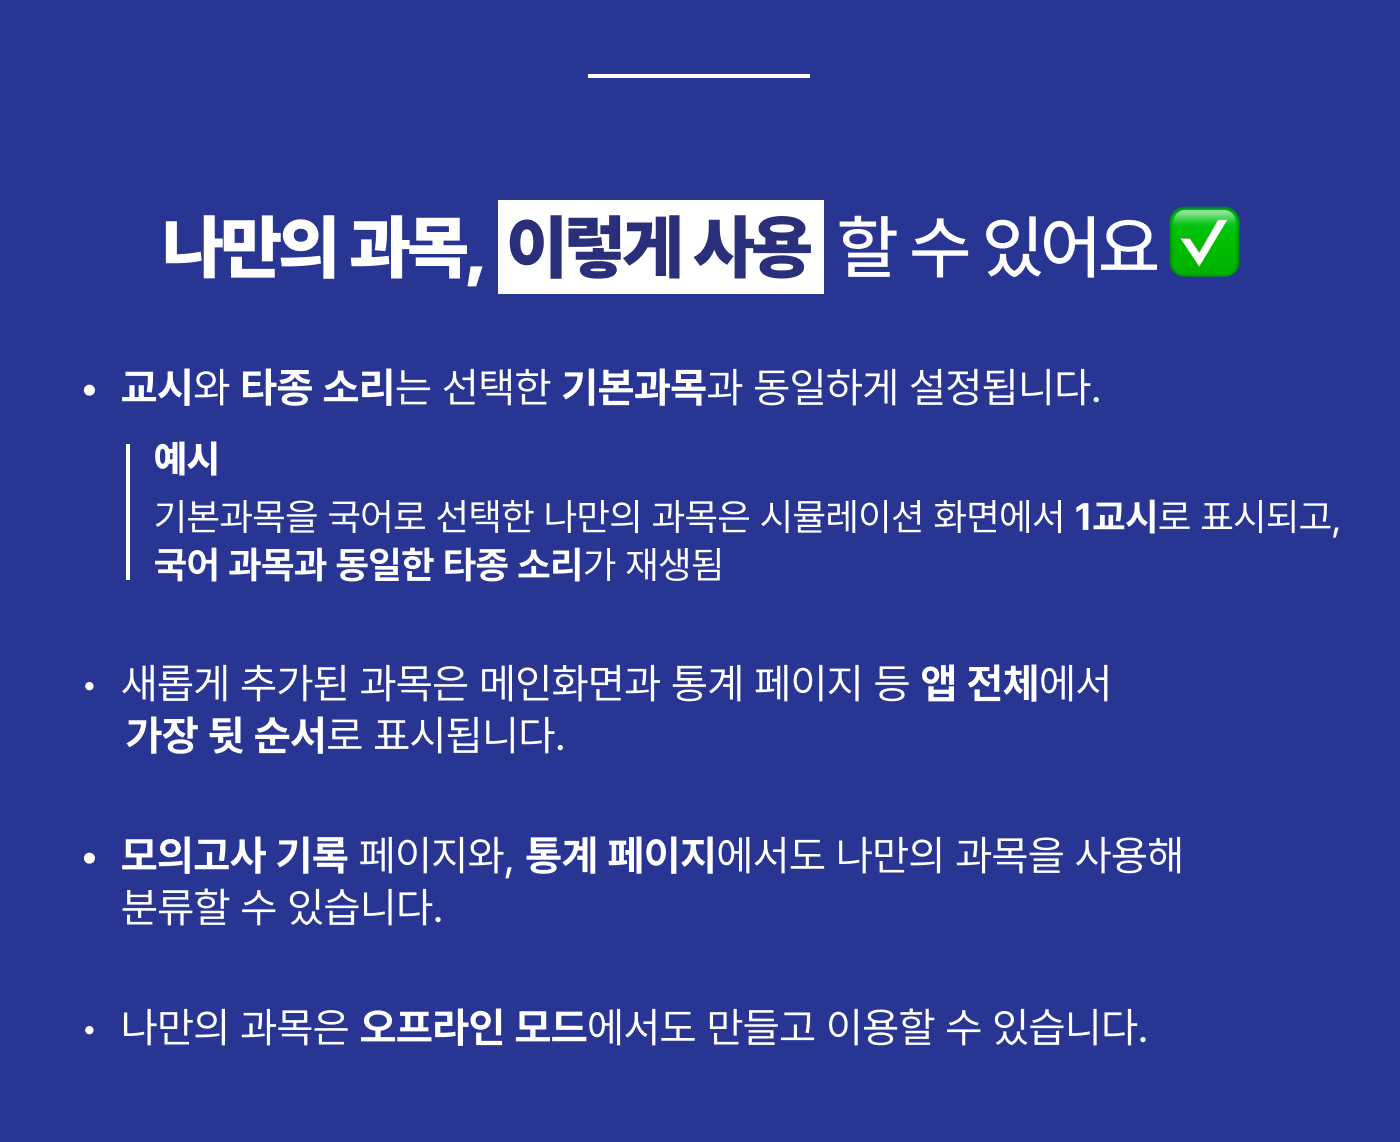 나만의 과목, 이렇게 사용 할 수 있어요 ✅
• 교시와 타종 소리는 선택한 기본과목과 동일하게 설정됩니다.
예시
기본과목을 국어로 선택한 나만의 과목은 시뮬레이션 화면에서 1교시로 표시되고,
국어 과목과 동일한 타종 소리가 재생됨
• 새롭게 추가된 과목은 메인화면과 통계 페이지 등 앱 전체에서
가장 뒷 순서로 표시됩니다.
• 모의고사 기록 페이지와, 통계 페이지에서도 나만의 과목을 사용해
분류할 수 있습니다.
• 나만의 과목은 오프라인 모드에서도 만들고 이용할 수 있습니다.